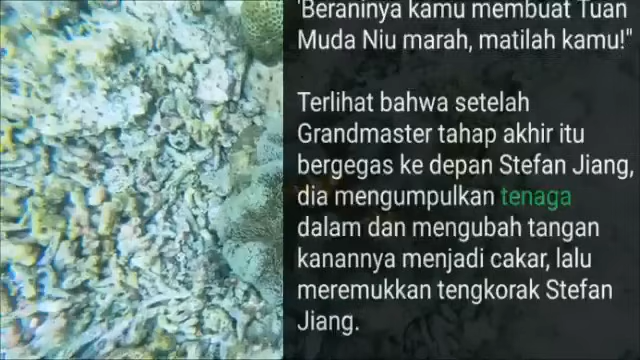 'Beraninya kamu membuat Tuan
Muda Niu marah, matilah kamu!"
Terlihat bahwa setelah
Grandmaster tahap akhir itu
bergegas ke depan Stefan Jiang,
dia mengumpulkan tenaga
dalam dan mengubah tangan
kanannya menjadi cakar, lalu
meremukkan tengkorak Stefan
Jiang.